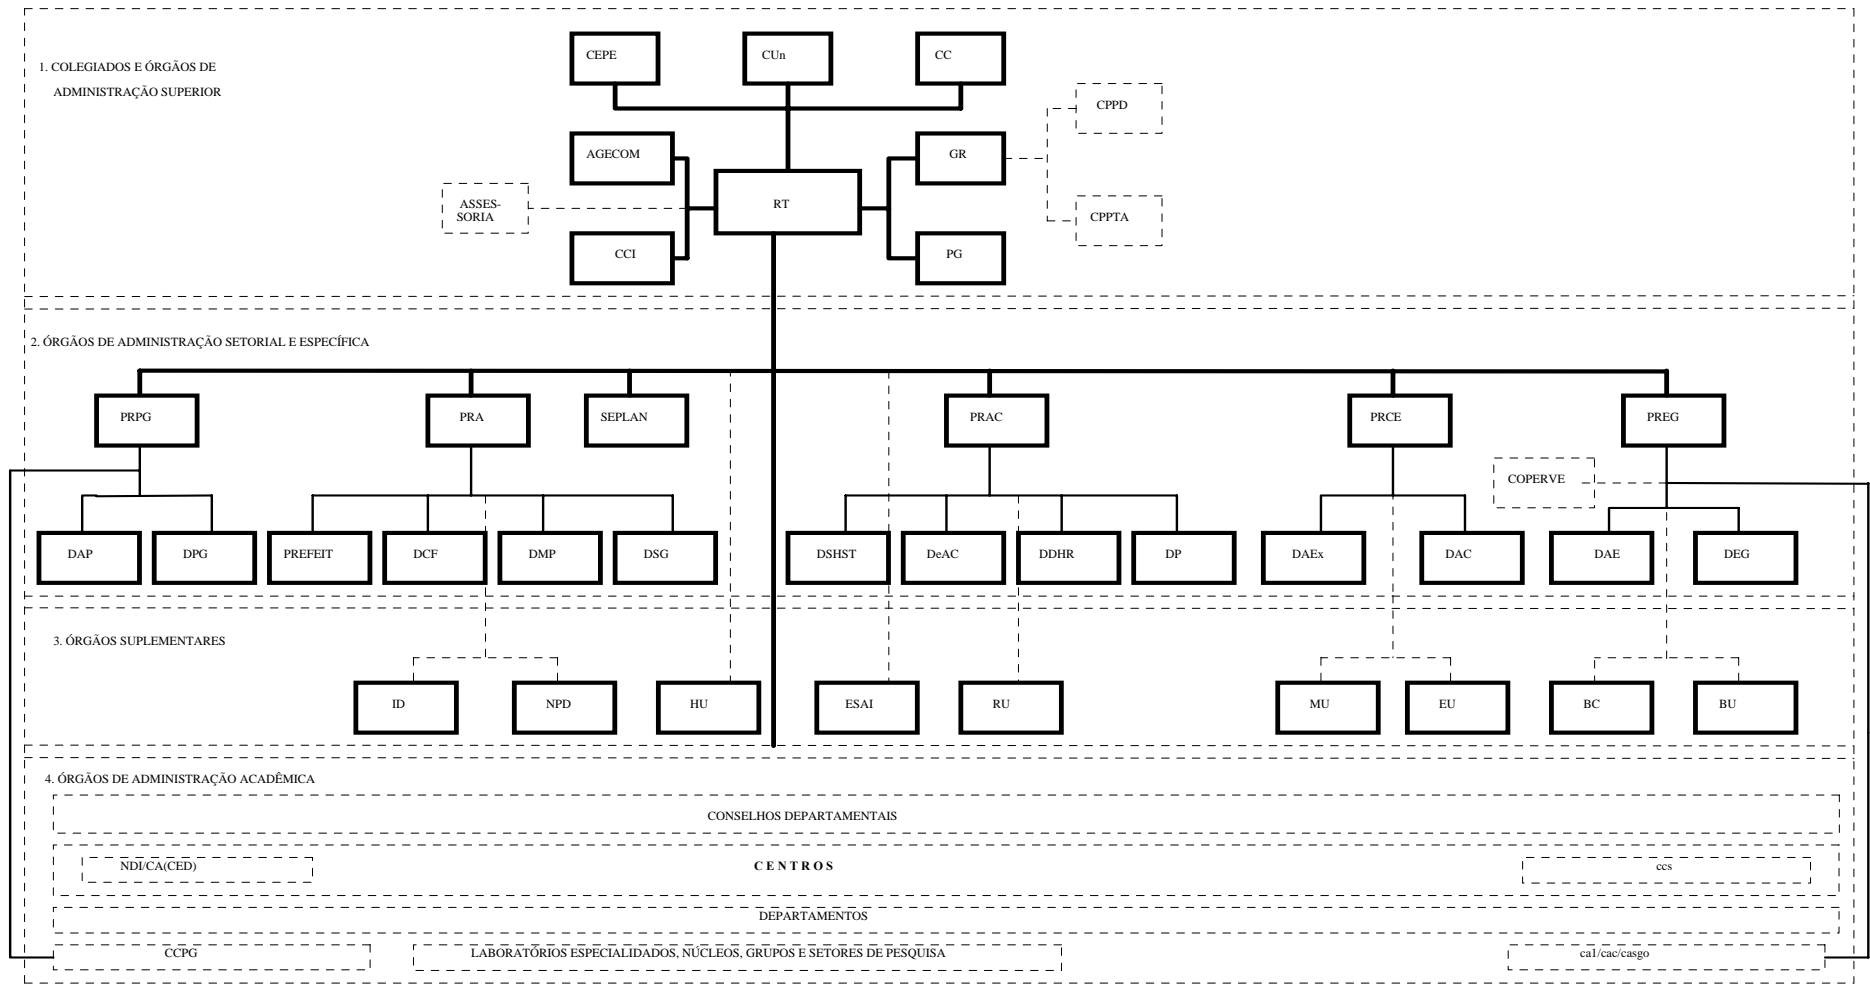 1. COLEGIADOS E ÓRGÃOS DE
ADMINISTRAÇÃO SUPERIOR
CEPE
CUn
CC
CPPD
AGECOM
GR
ASSES-
SORIA
RT
CPPTA
CCI
PG
2. ÓRGÃOS DE ADMINISTRAÇÃO SETORIAL E ESPECÍFICA
PRPG
PRA
SEPLAN
PRAC
PRCE
PREG
COPERVE
DAP
DPG
PREFEIT
DCF
DMP
DSG
DSHST
DeAC
DDHR
DP
DAEx
DAC
DAE
DEG
3. ÓRGÃOS SUPLEMENTARES
ID
NPD
HU
ESAI
RU
MU
EU
BC
BU
4. ÓRGÃOS DE ADMINISTRAÇÃO ACADÊMICA
CONSELHOS DEPARTAMENTAIS
NDI/CA(CED)
C E N T R O S
ccs
DEPARTAMENTOS
CCPG
LABORATÓRIOS ESPECIALIDADOS, NÚCLEOS, GRUPOS E SETORES DE PESQUISA
ca1/cac/casgo